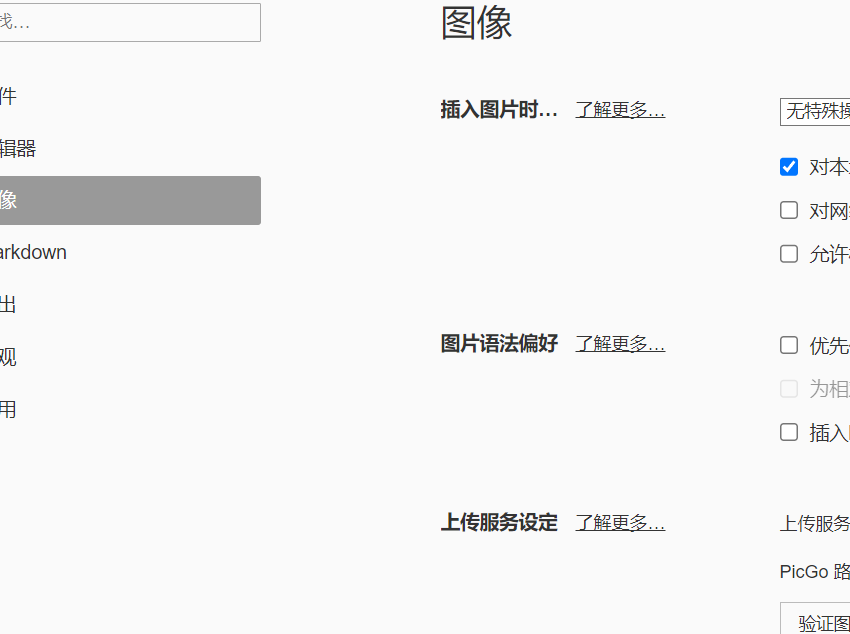 找…
件
辑器
像
arkdown
出
观
用
图像
插入图片时… 了解更多…
无特殊操
对本
对网
允许
图片语法偏好 了解更多…
优先
为相
插入
上传服务设定 了解更多…
上传服务
PicGo 路
验证图